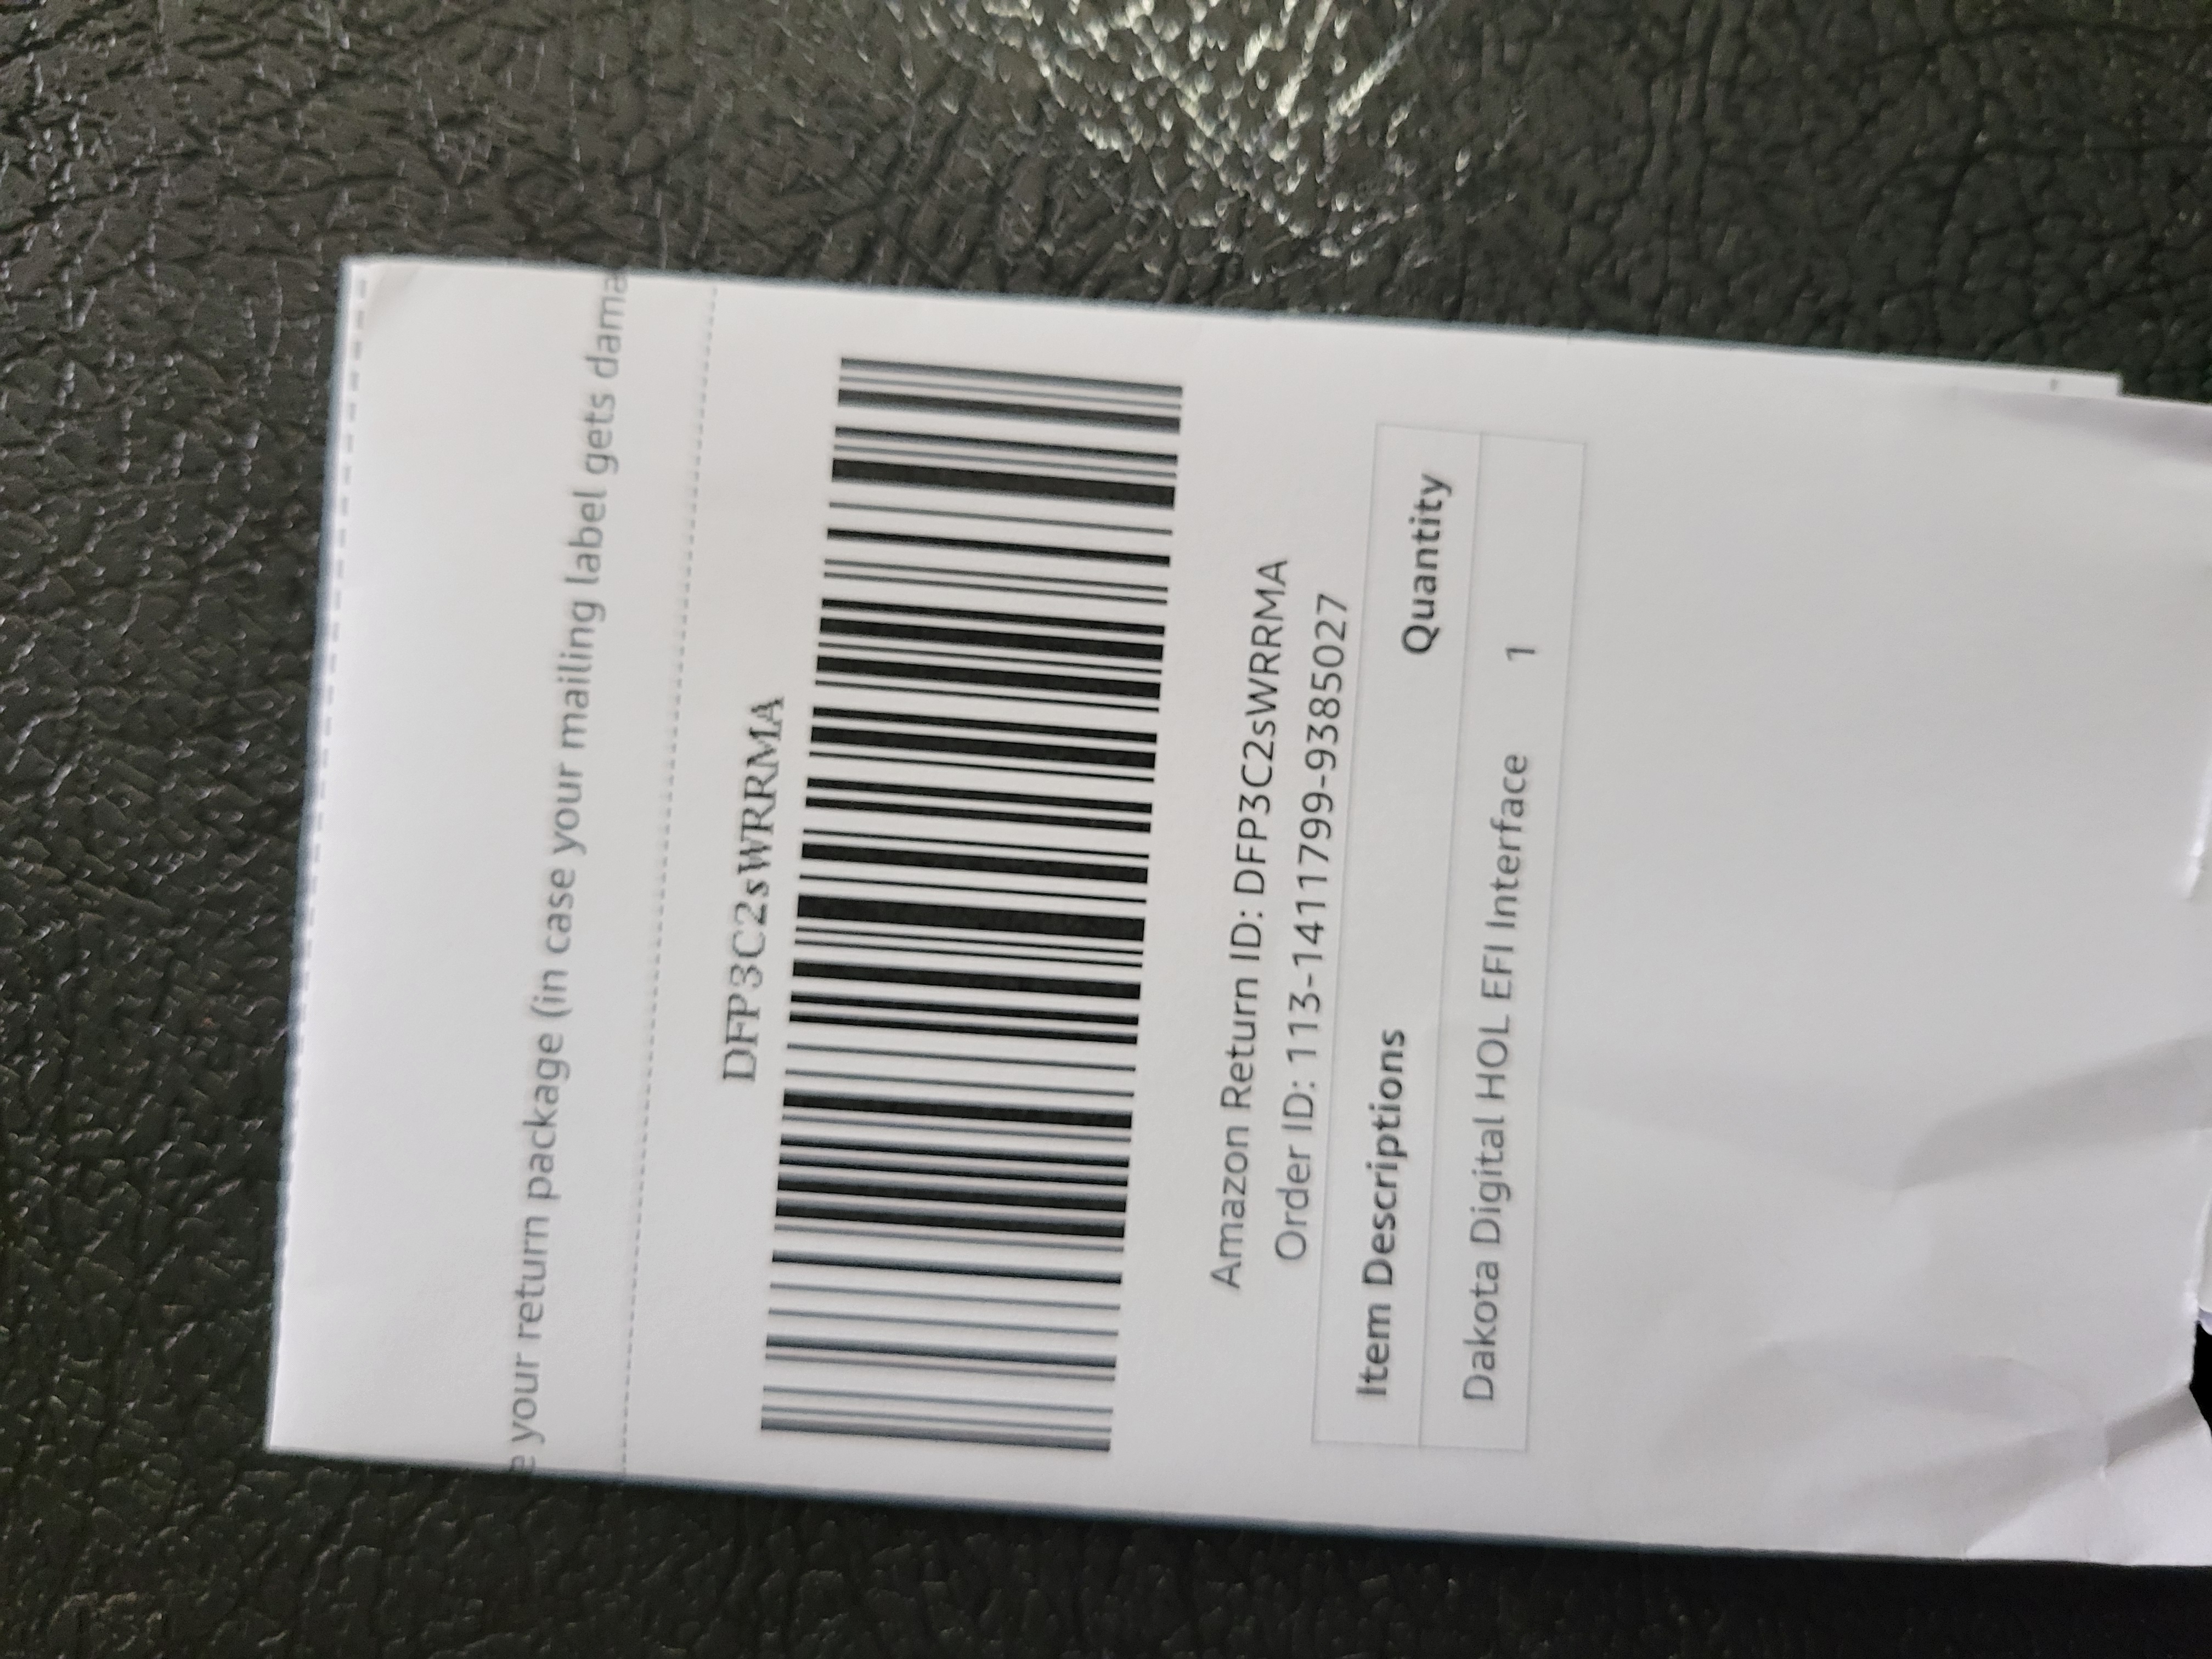 your return package (in case your mailing label gets dama
DFP3C2sWRRMA
Amazon Return ID: DFP3C2sWRRMA
Order ID: 113-1411799-9385027
Item Descriptions Quantity
Dakota Digital HOL EFI Interface 1